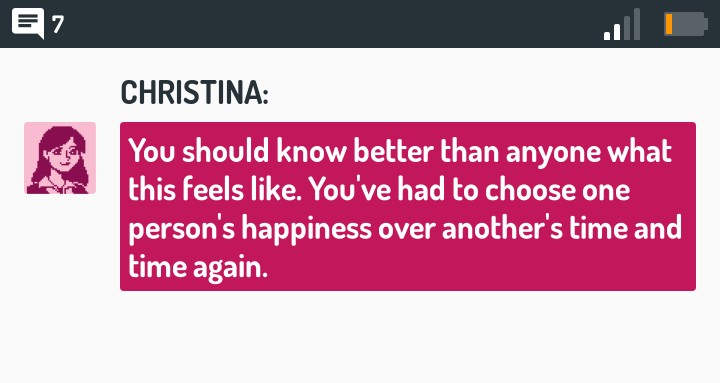 7
CHRISTINA:
You should know better than anyone what
this feels like. You've had to choose one
person's happiness over another's time and
time again.